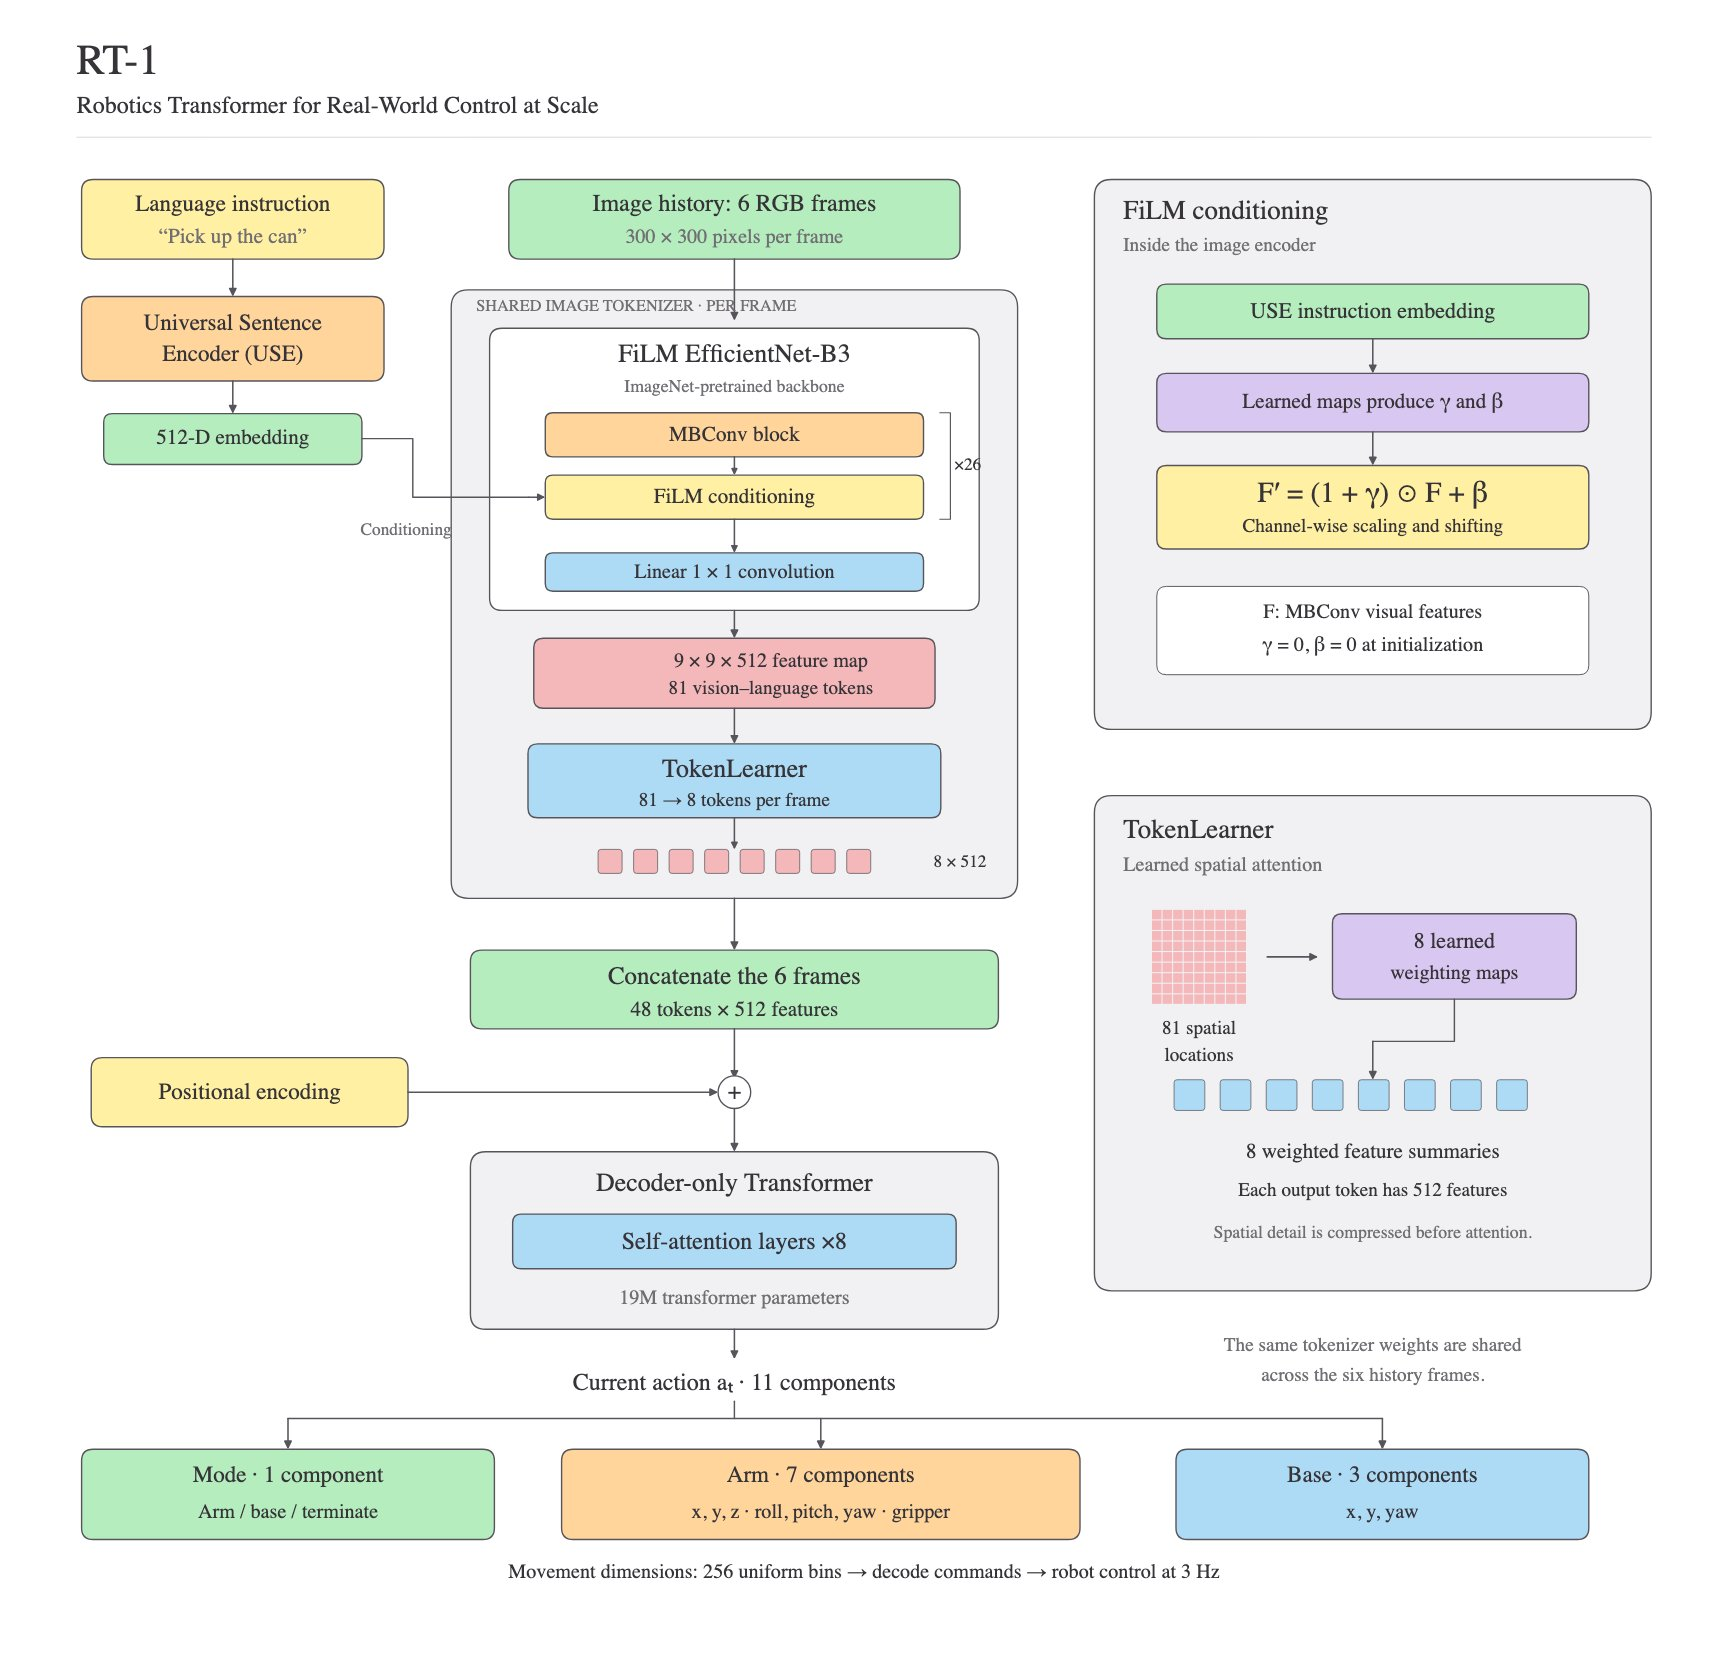 RT-1
Robotics Transformer for Real-World Control at Scale
Language instruction
“Pick up the can”
Universal Sentence
Encoder (USE)
512-D embedding
Conditioning
Image history: 6 RGB frames
300 × 300 pixels per frame
SHARED IMAGE TOKENIZER · PER FRAME
FiLM EfficientNet-B3
ImageNet-pretrained backbone
MBConv block
×26
FiLM conditioning
Linear 1 × 1 convolution
9 × 9 × 512 feature map
81 vision–language tokens
TokenLearner
81 → 8 tokens per frame
8 × 512
Concatenate the 6 frames
48 tokens × 512 features
Positional encoding
+
Decoder-only Transformer
Self-attention layers ×8
19M transformer parameters
Current action aₜ · 11 components
Mode · 1 component
Arm / base / terminate
Arm · 7 components
x, y, z · roll, pitch, yaw · gripper
Base · 3 components
x, y, yaw
Movement dimensions: 256 uniform bins → decode commands → robot control at 3 Hz
FiLM conditioning
Inside the image encoder
USE instruction embedding
Learned maps produce γ and β
F′ = (1 + γ) ⊙ F + β
Channel-wise scaling and shifting
F: MBConv visual features
γ = 0, β = 0 at initialization
TokenLearner
Learned spatial attention
8 learned
weighting maps
81 spatial
locations
8 weighted feature summaries
Each output token has 512 features
Spatial detail is compressed before attention.
The same tokenizer weights are shared
across the six history frames.